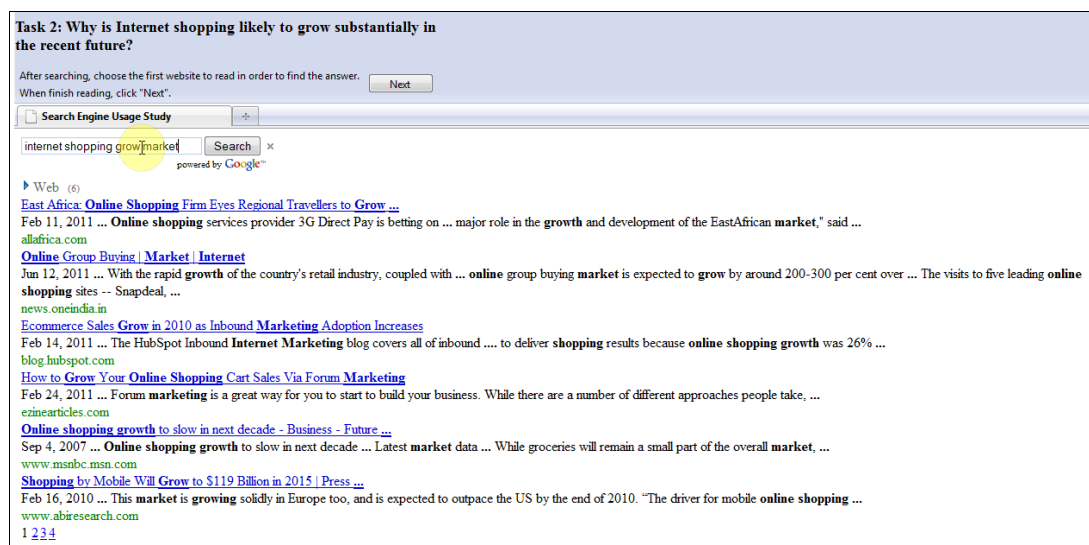 Task 2: Why is Internet shopping likely to grow substantially in
the recent future?
After searching, choose the first website to read in order to find the answer.
When finish reading, click "Next".
Next
Search Engine Usage Study
internet shopping grow market
Search
×
powered by Google™
Web (6)
East Africa: Online Shopping Firm Eyes Regional Travellers to Grow ...
Feb 11, 2011 ... Online shopping services provider 3G Direct Pay is betting on ... major role in the growth and development of the EastAfrican market," said ...
allafrica.com
Online Group Buying | Market | Internet
Jun 12, 2011 ... With the rapid growth of the country's retail industry, coupled with ... online group buying market is expected to grow by around 200-300 per cent over ... The visits to five leading online
shopping sites -- Snapdeal, ...
news.oneindia.in
Ecommerce Sales Grow in 2010 as Inbound Marketing Adoption Increases
Feb 14, 2011 ... The HubSpot Inbound Internet Marketing blog covers all of inbound .... to deliver shopping results because online shopping growth was 26% ...
blog.hubspot.com
How to Grow Your Online Shopping Cart Sales Via Forum Marketing
Feb 24, 2011 ... Forum marketing is a great way for you to start to build your business. While there are a number of different approaches people take, ...
ezinearticles.com
Online shopping growth to slow in next decade - Business - Future ...
Sep 4, 2007 ... Online shopping growth to slow in next decade ... Latest market data ... While groceries will remain a small part of the overall market, ...
www.msnbc.msn.com
Shopping by Mobile Will Grow to $119 Billion in 2015 | Press ...
Feb 16, 2010 ... This market is growing solidly in Europe too, and is expected to outpace the US by the end of 2010. “The driver for mobile online shopping ...
www.abiresearch.com
1 2 3 4